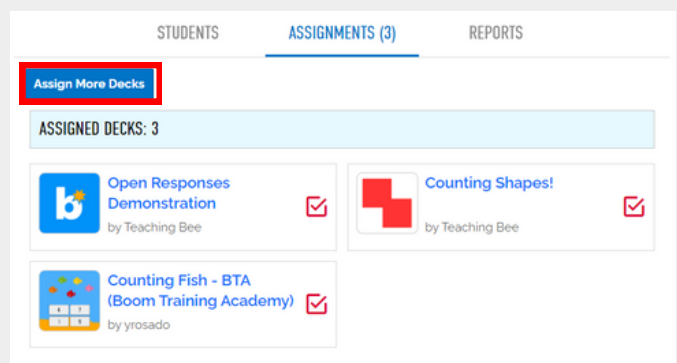 STUDENTS ASSIGNMENTS (3) REPORTS
Assign More Decks
ASSIGNED DECKS: 3
Open Responses
Demonstration
by Teaching Bee
Counting Shapes!
by Teaching Bee
Counting Fish - BTA
(Boom Training Academy)
by yrosado